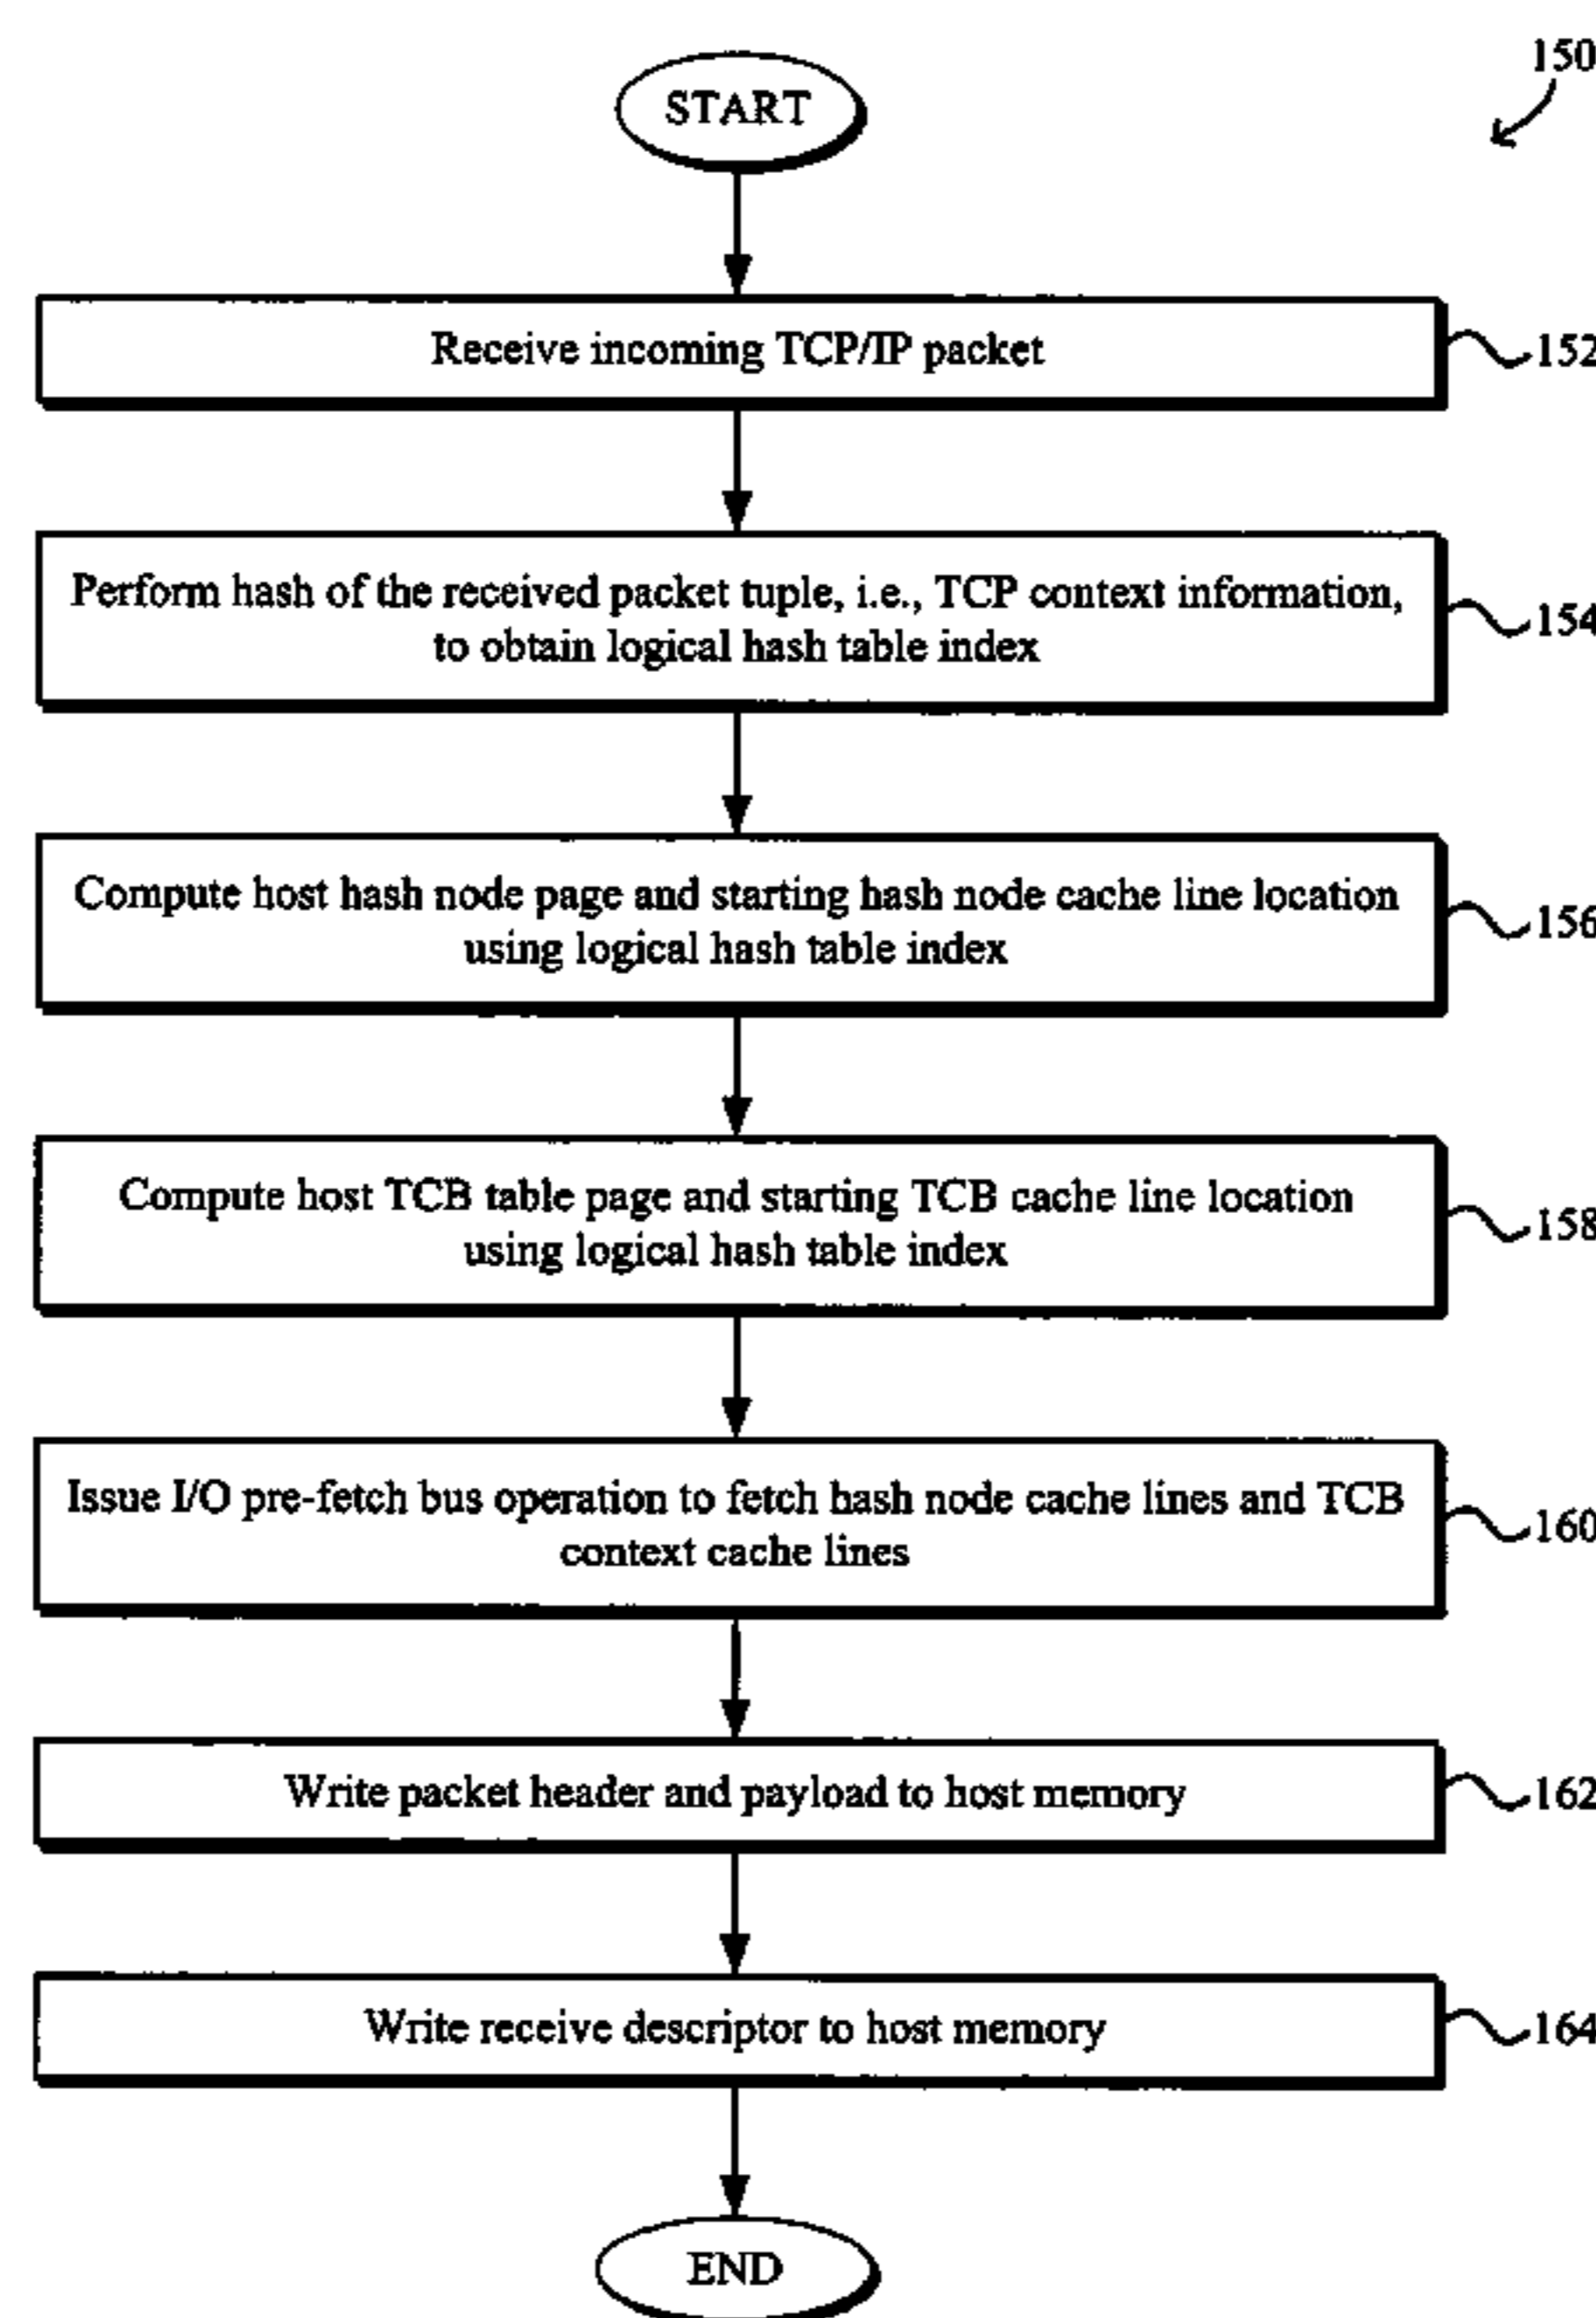 150
START
Receive incoming TCP/IP packet
152
Perform hash of the received packet tuple, i.e., TCP context information,
to obtain logical hash table index
154
Compute host hash node page and starting hash node cache line location
using logical hash table index
156
Compute host TCB table page and starting TCB cache line location
using logical hash table index
158
Issue I/O pre-fetch bus operation to fetch hash node cache lines and TCB
context cache lines
160
Write packet header and payload to host memory
162
Write receive descriptor to host memory
164
END